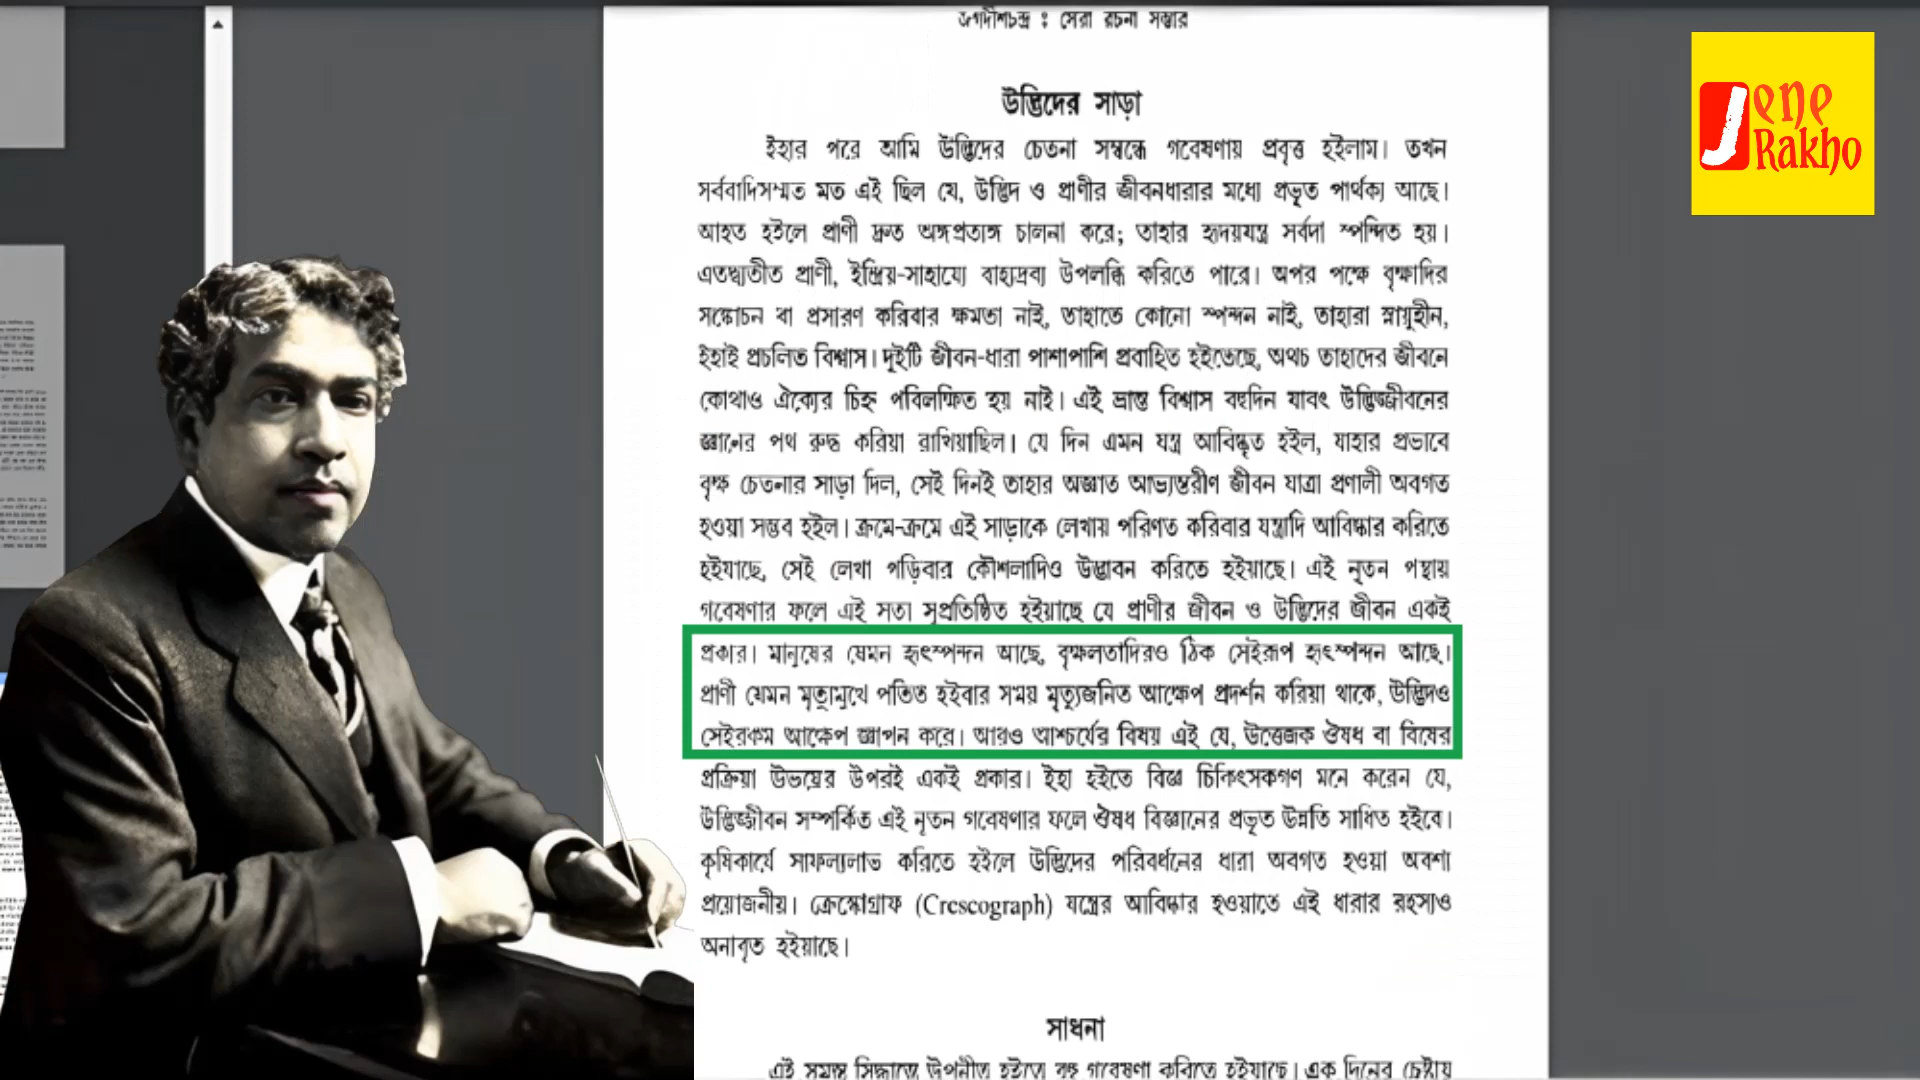 জগদীশচন্দ্র : সেরা রচনা সম্ভার
Jene
Rakho
উদ্ভিদের সাড়া
ইহার পরে আমি উদ্ভিদের চেতনা সম্বন্ধে গবেষণায় প্রবৃত্ত হইলাম। তখন
সর্ববাদিসম্মত মত এই ছিল যে, উদ্ভিদ ও প্রাণীর জীবনধারার মধ্যে প্রভূত পার্থক্য আছে।
আহত হইলে প্রাণী দ্রুত অঙ্গপ্রত্যঙ্গ চালনা করে; তাহার হৃদয়যন্ত্র সর্বদা স্পন্দিত হয়।
এতদ্ব্যতীত প্রাণী, ইন্দ্রিয়-সাহায্যে বাহ্যদ্রব্য উপলব্ধি করিতে পারে। অপর পক্ষে বৃক্ষাদির
সঙ্কোচন বা প্রসারণ করিবার ক্ষমতা নাই, তাহাতে কোনো স্পন্দন নাই, তাহারা স্নায়ুহীন,
ইহাই প্রচলিত বিশ্বাস। দুইটি জীবন-ধারা পাশাপাশি প্রবাহিত হইতেছে, অথচ তাহাদের জীবনে
কোথাও ঐক্যের চিহ্ন পরিলক্ষিত হয় নাই। এই ভ্রান্ত বিশ্বাস বহুদিন যাবৎ উদ্ভিজ্জীবনের
জ্ঞানের পথ রুদ্ধ করিয়া রাখিয়াছিল। যে দিন এমন যন্ত্র আবিষ্কৃত হইল, যাহার প্রভাবে
বৃক্ষ চেতনার সাড়া দিল, সেই দিনই তাহার অজ্ঞাত আভ্যন্তরীণ জীবন যাত্রা প্রণালী অবগত
হওয়া সম্ভব হইল। ক্রমে-ক্রমে এই সাড়াকে লেখায় পরিণত করিবার যন্ত্রাদি আবিষ্কার করিতে
হইয়াছে, সেই লেখা পড়িবার কৌশলাদিও উদ্ভাবন করিতে হইয়াছে। এই নূতন পন্থায়
গবেষণার ফলে এই সত্য সুপ্রতিষ্ঠিত হইয়াছে যে প্রাণীর জীবন ও উদ্ভিদের জীবন একই
প্রকার। মানুষের যেমন হৃৎস্পন্দন আছে, বৃক্ষলতাদিরও ঠিক সেইরূপ হৃৎস্পন্দন আছে।
প্রাণী যেমন মৃত্যুমুখে পতিত হইবার সময় মৃত্যুজনিত আক্ষেপ প্রদর্শন করিয়া থাকে, উদ্ভিদও
সেইরকম আক্ষেপ জ্ঞাপন করে। আরও আশ্চর্যের বিষয় এই যে, উত্তেজক ঔষধ বা বিষের
প্রক্রিয়া উভয়ের উপরই একই প্রকার। ইহা হইতে বিজ্ঞ চিকিৎসকগণ মনে করেন যে,
উদ্ভিজ্জীবন সম্পর্কিত এই নূতন গবেষণার ফলে ঔষধ বিজ্ঞানের প্রভূত উন্নতি সাধিত হইবে।
কৃষিকার্যে সাফল্যলাভ করিতে হইলে উদ্ভিদের পরিবর্ধনের ধারা অবগত হওয়া অবশ্য
প্রয়োজনীয়। ক্রেস্কোগ্রাফ (Crescograph) যন্ত্রের আবিষ্কার হওয়াতে এই ধারার রহস্যও
অনাবৃত হইয়াছে।
সাধনা
এই সমস্ত সিদ্ধান্তে উপনীত হইতে বহু গবেষণা করিতে হইয়াছে। এক দিনের চেষ্টায়